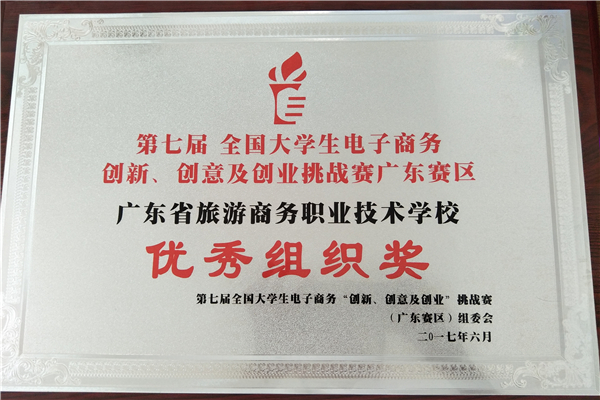 第七届 全国大学生电子商务
创新、创意及创业挑战赛广东赛区
广东省旅游商务职业技术学校
优秀组织奖
第七届全国大学生电子商务“创新、创意及创业”挑战赛
（广东赛区）组委会
二0一七年六月